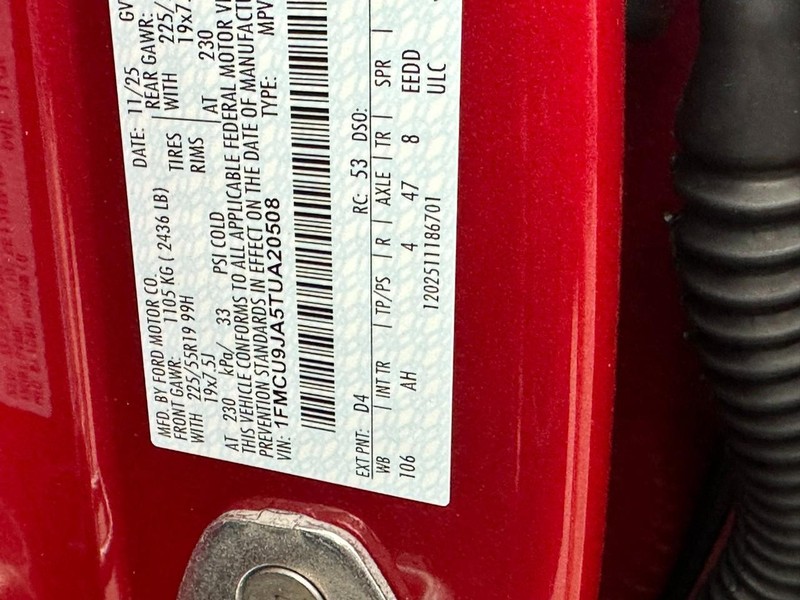 MFD. BY FORD MOTOR CO.
DATE: 11/25
GV
FRONT GAWR: 1105 KG ( 2436 LB)
REAR GAWR:
WITH 225/55R19 99H
TIRES
WITH 225/
19x7.5J
RIMS
19x7.
AT 230 kPa/ 33 PSI COLD
AT 230
THIS VEHICLE CONFORMS TO ALL APPLICABLE FEDERAL MOTOR VE
PREVENTION STANDARDS IN EFFECT ON THE DATE OF MANUFACTU
VIN: 1FMCU9JA5TUA20508
TYPE: MPV
EXT PNT: D4
RC: 53
DSO:
WB | INT TR | TP/PS | R | AXLE | TR | SPR |
106 AH 4 47 8 EEDD
1202511186701
ULC